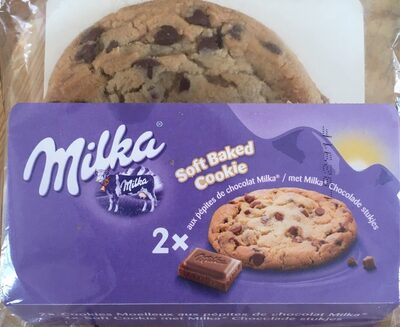 Milka
Soft Baked
Cookie
aux pépites de chocolat Milka® / met Milka® Chocolade stukjes
Milka
2x
Milka
Cookies Moelleux aux pépites de chocolat Milka®
Soft Cookie met Milka® Chocolade stukjes